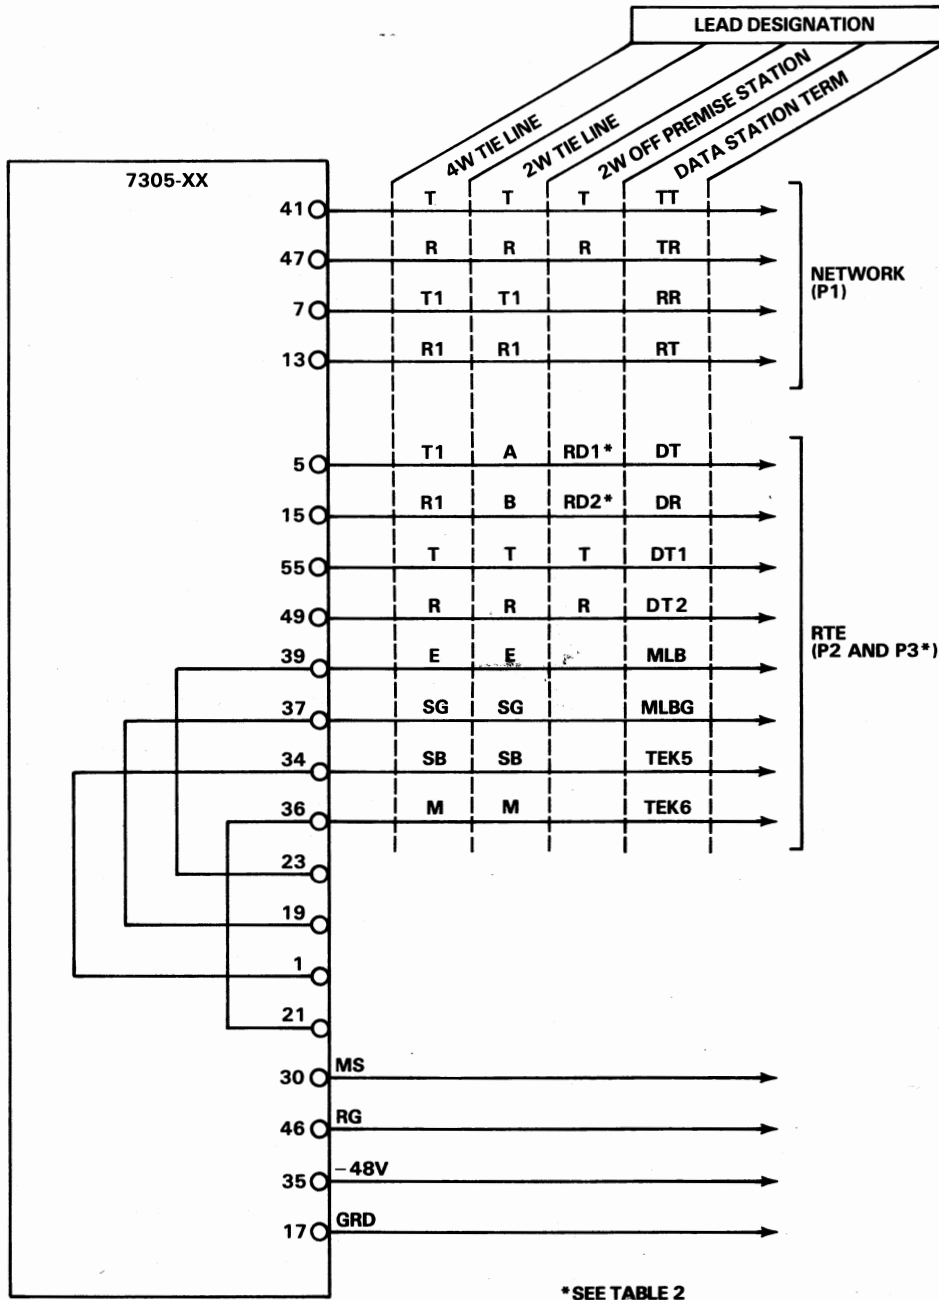 LEAD DESIGNATION
4W TIE LINE
2W TIE LINE
2W OFF PREMISE STATION
DATA STATION TERM
7305-XX
41 T T T TT
47 R R R TR
7 T1 T1 RR
13 R1 R1 RT
NETWORK
(P1)
5 T1 A RD1* DT
15 R1 B RD2* DR
55 T T T DT1
49 R R R DT2
39 E E MLB
37 SG SG MLBG
34 SB SB TEK5
36 M M TEK6
RTE
(P2 AND P3*)
23
19
1
21
30 MS
46 RG
35 -48V
17 GRD
*SEE TABLE 2